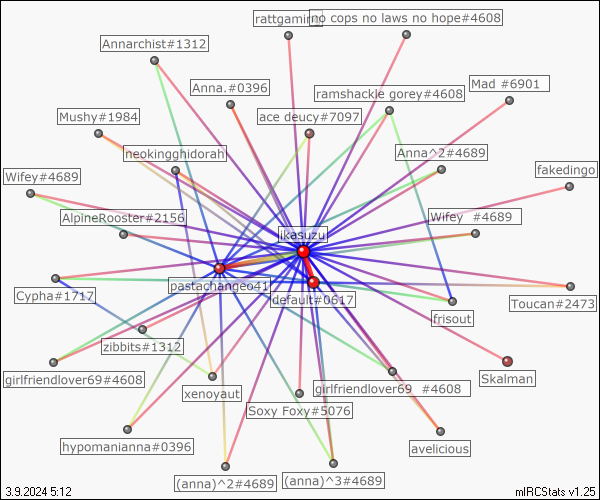 rattgaming
no cops no laws no hope#4608
Annarchist#1312
Anna.#0396
ramshackle gorey#4608
Mad #6901
Mushy#1984
ace deucy#7097
neokingghidorah
Anna^2#4689
fakedingo
Wifey#4689
AlpineRooster#2156
Wifey #4689
ikasuzu
pastachangeo41
default#0617
Cypha#1717
Toucan#2473
frisout
zibbits#1312
girlfriendlover69#4608
xenoyaut
girlfriendlover69 #4608
Skalman
Soxy Foxy#5076
hypomanianna#0396
avelicious
(anna)^2#4689
(anna)^3#4689
3.9.2024 5:12
mIRCStats v1.25